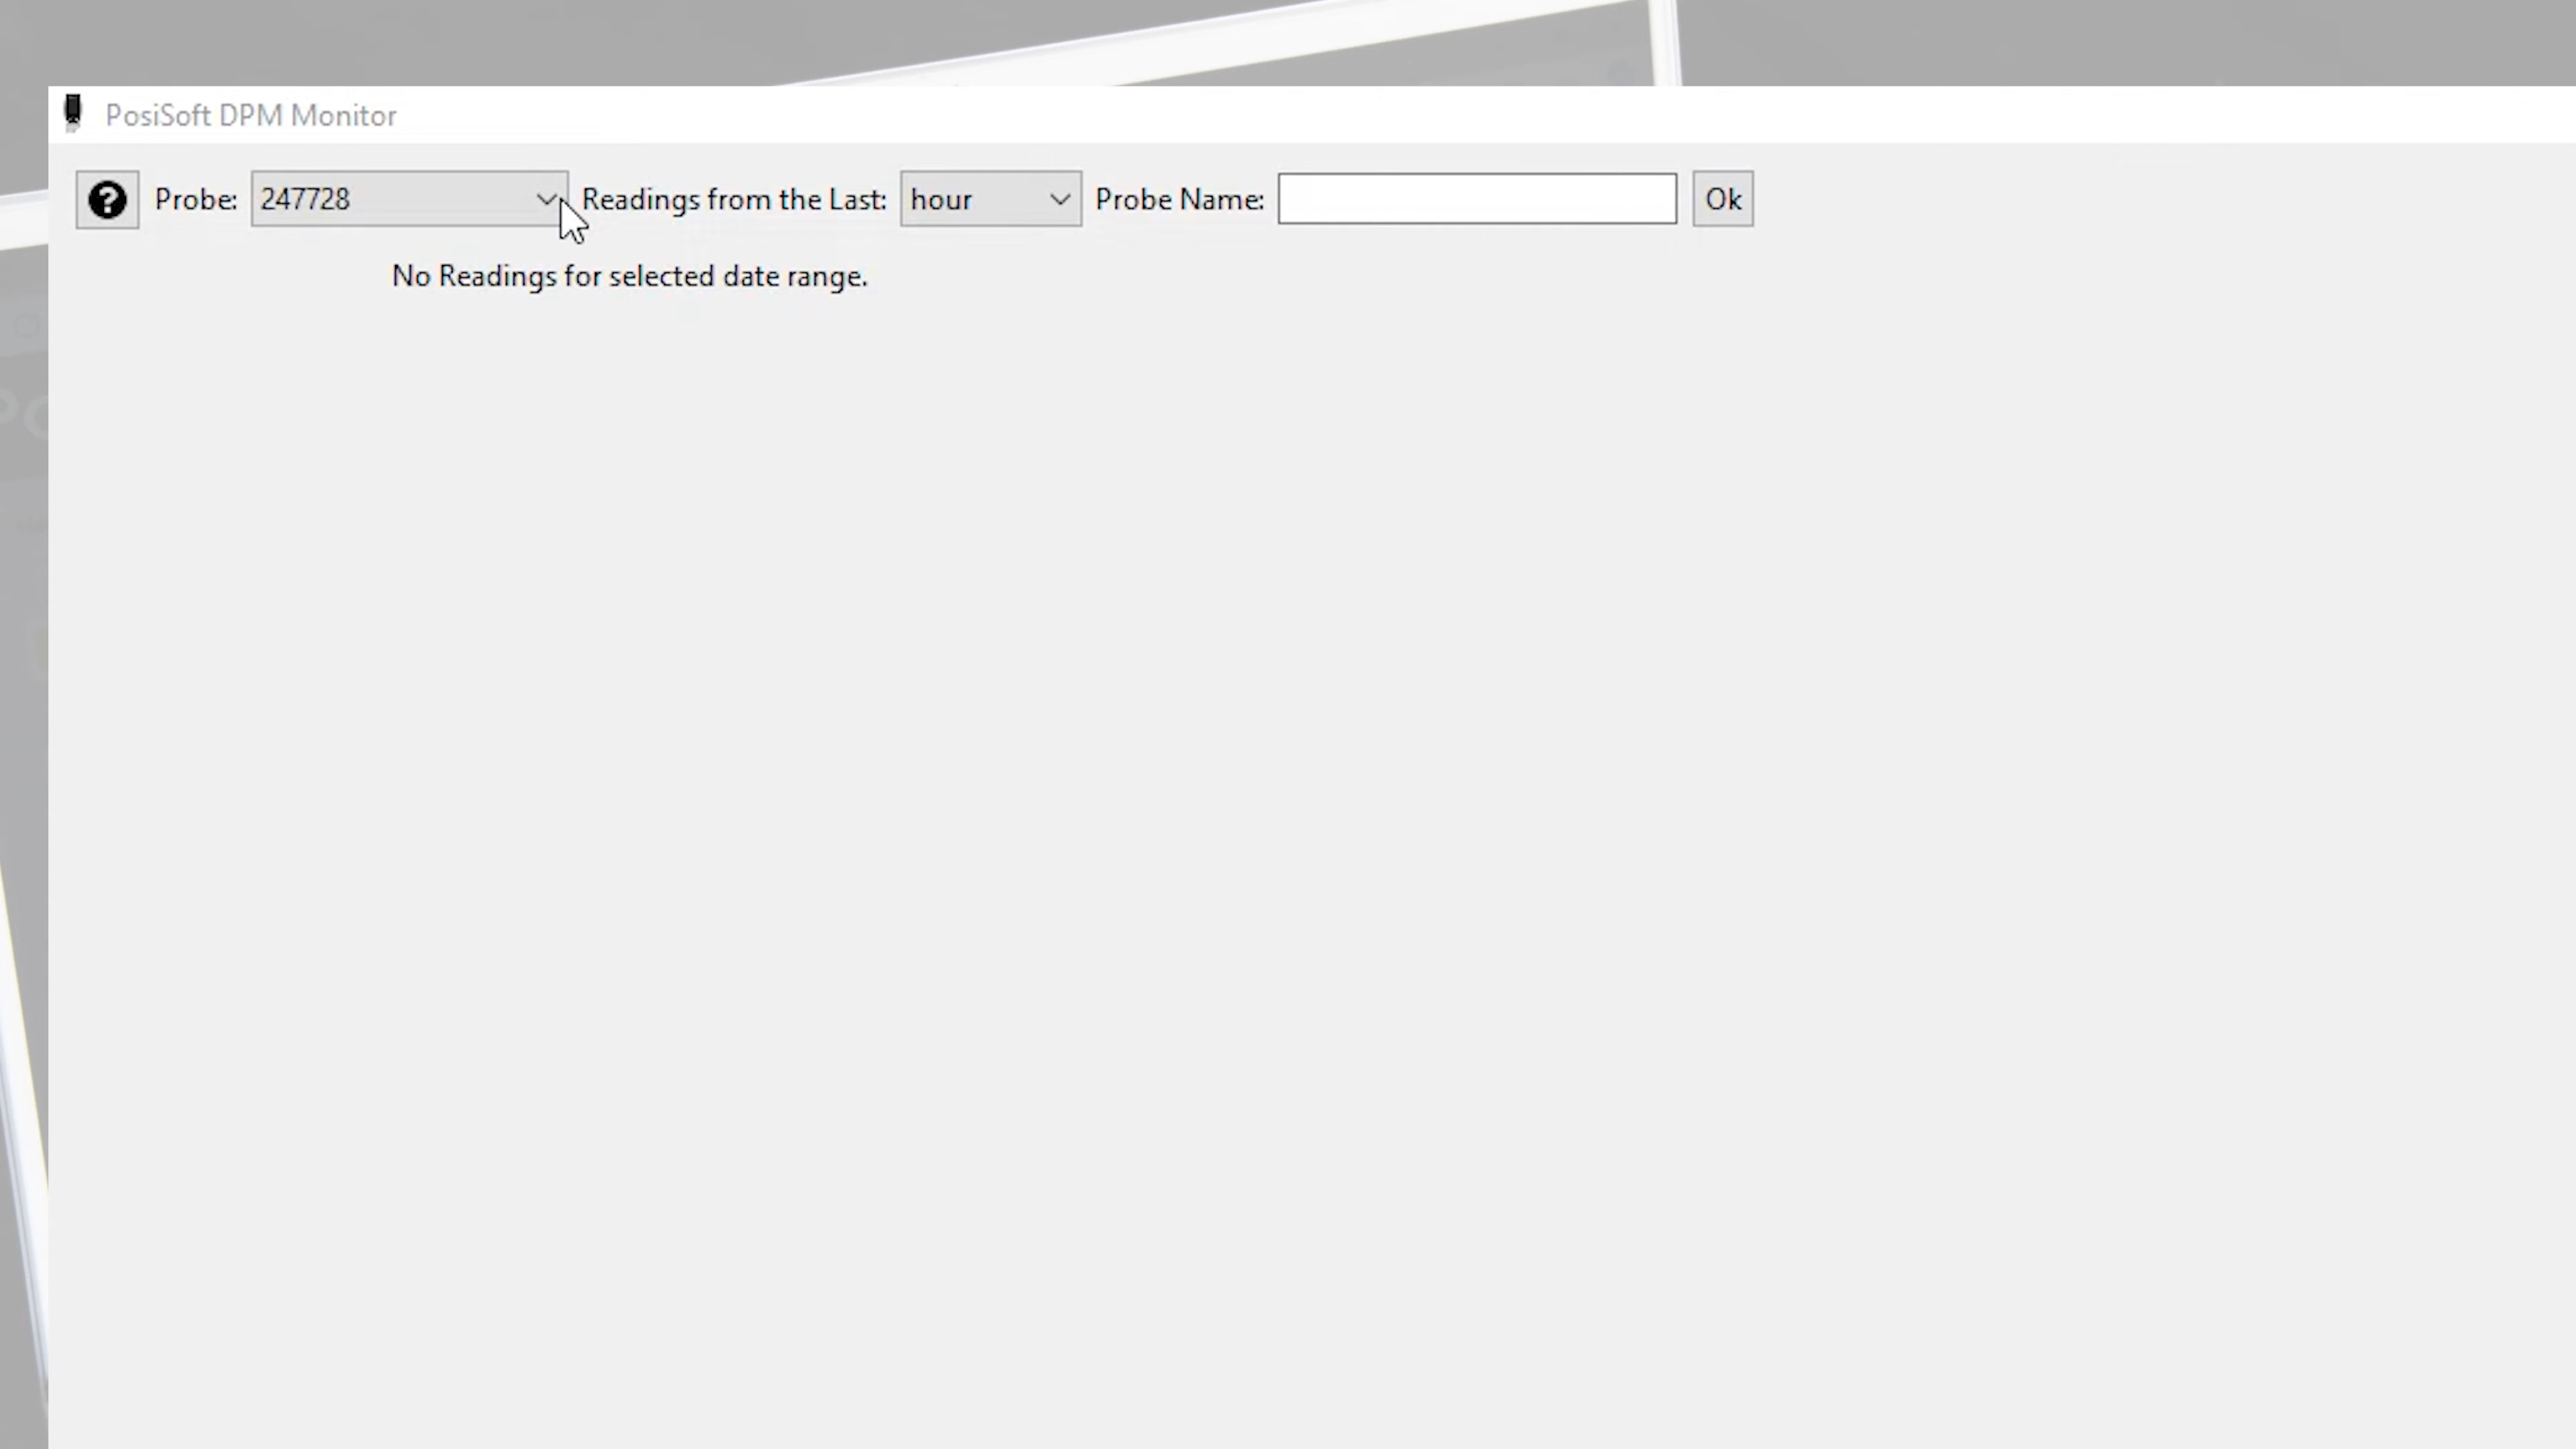 PosiSoft DPM Monitor
Probe: 247728 Readings from the Last: hour Probe Name: Ok
No Readings for selected date range.